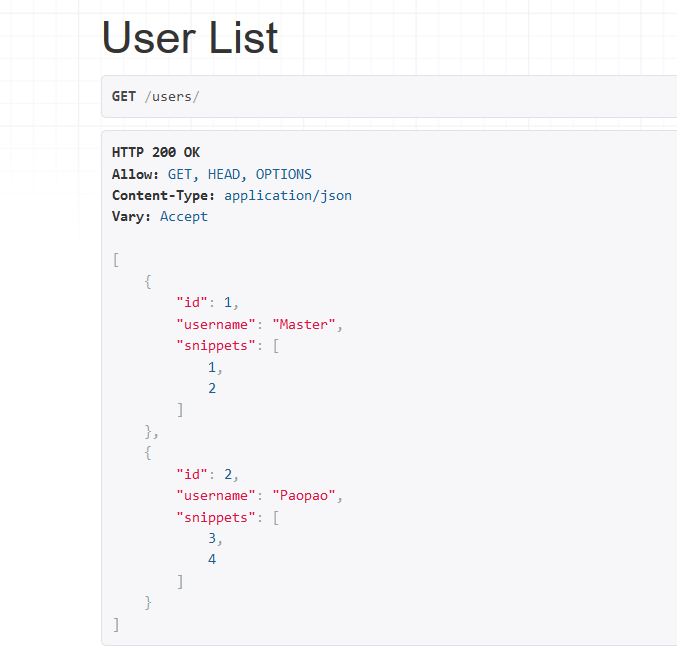 User List
GET /users/
HTTP 200 OK
Allow: GET, HEAD, OPTIONS
Content-Type: application/json
Vary: Accept
[
    {
        "id": 1,
        "username": "Master",
        "snippets": [
            1,
            2
        ]
    },
    {
        "id": 2,
        "username": "Paopao",
        "snippets": [
            3,
            4
        ]
    }
]